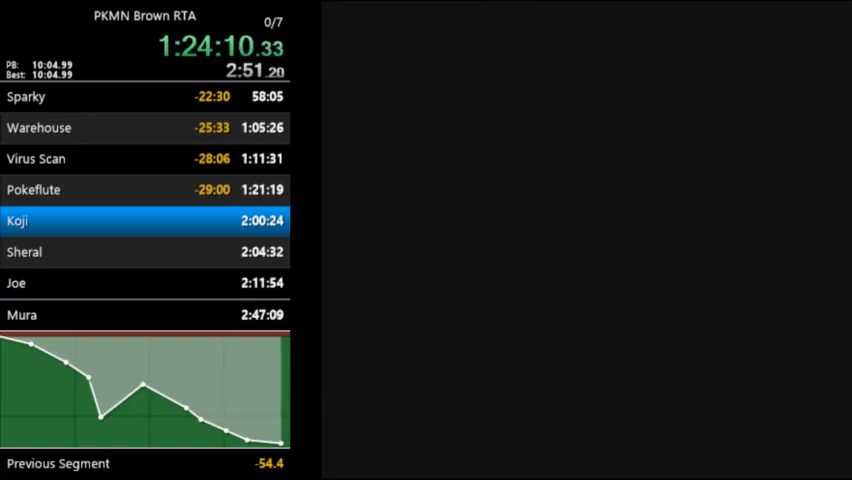 PKMN Brown RTA
0/7
1:24:10.33
PB: 10:04.99
Best: 10:04.99
2:51.20
Sparky -22:30 58:05
Warehouse -25:33 1:05:26
Virus Scan -28:06 1:11:31
Pokeflute -29:00 1:21:19
Koji 2:00:24
Sheral 2:04:32
Joe 2:11:54
Mura 2:47:09
Previous Segment -54.4